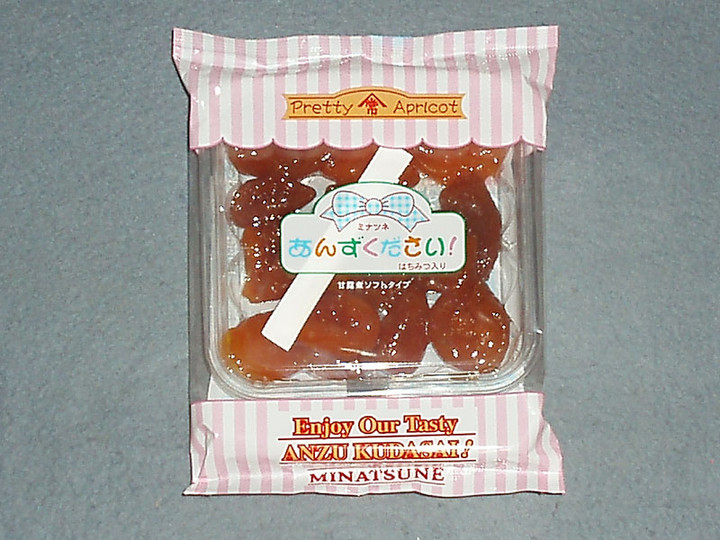 Pretty 常 Apricot
ミナツネ
あんずください!
はちみつ入り
甘露煮ソフトタイプ
Enjoy Our Tasty
ANZU KUDASAI!
MINATSUNE